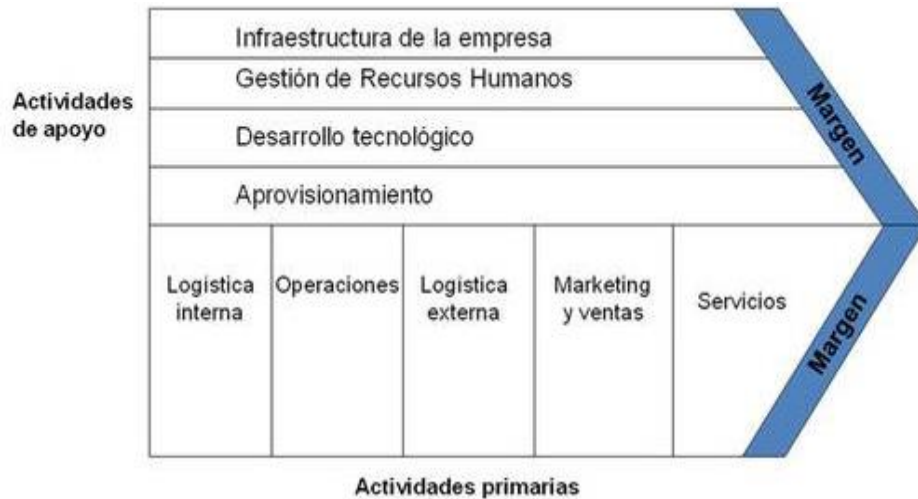 Infraestructura de la empresa
Gestión de Recursos Humanos
Actividades
de apoyo
Desarrollo tecnológico
Aprovisionamiento
Margen
Logística
interna
Operaciones
Logística
externa
Marketing
y ventas
Servicios
Margen
Actividades primarias